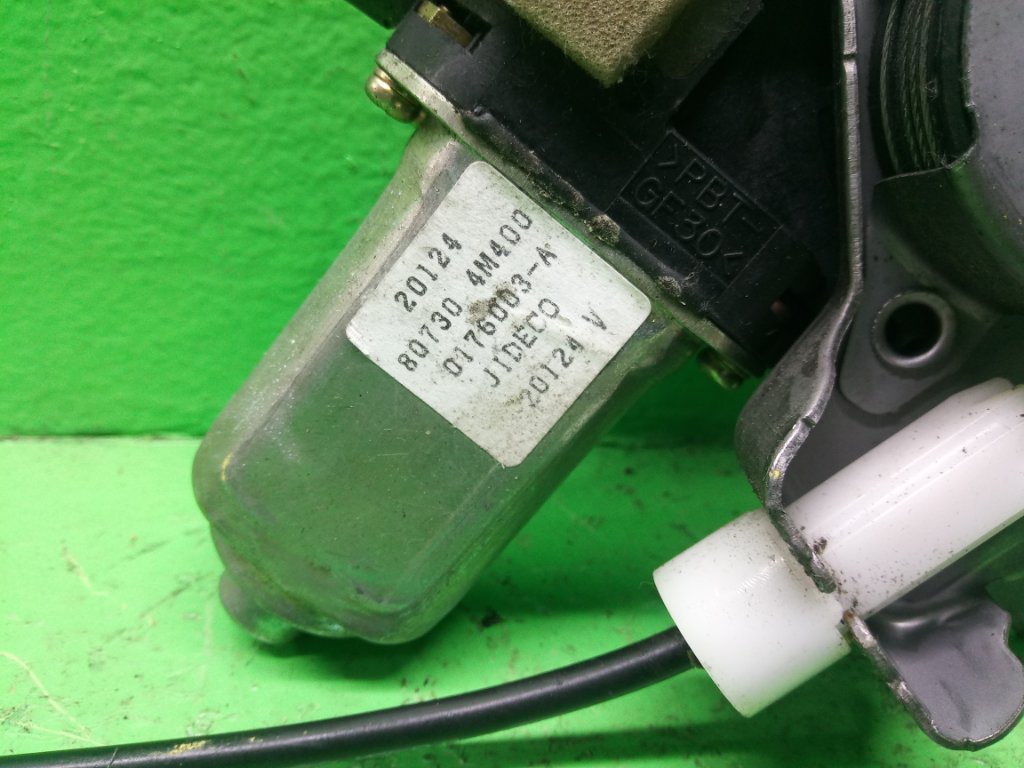 20124
80730 4M400
0176003-A
JIDECO
20124 V
>PBT-
GF30<